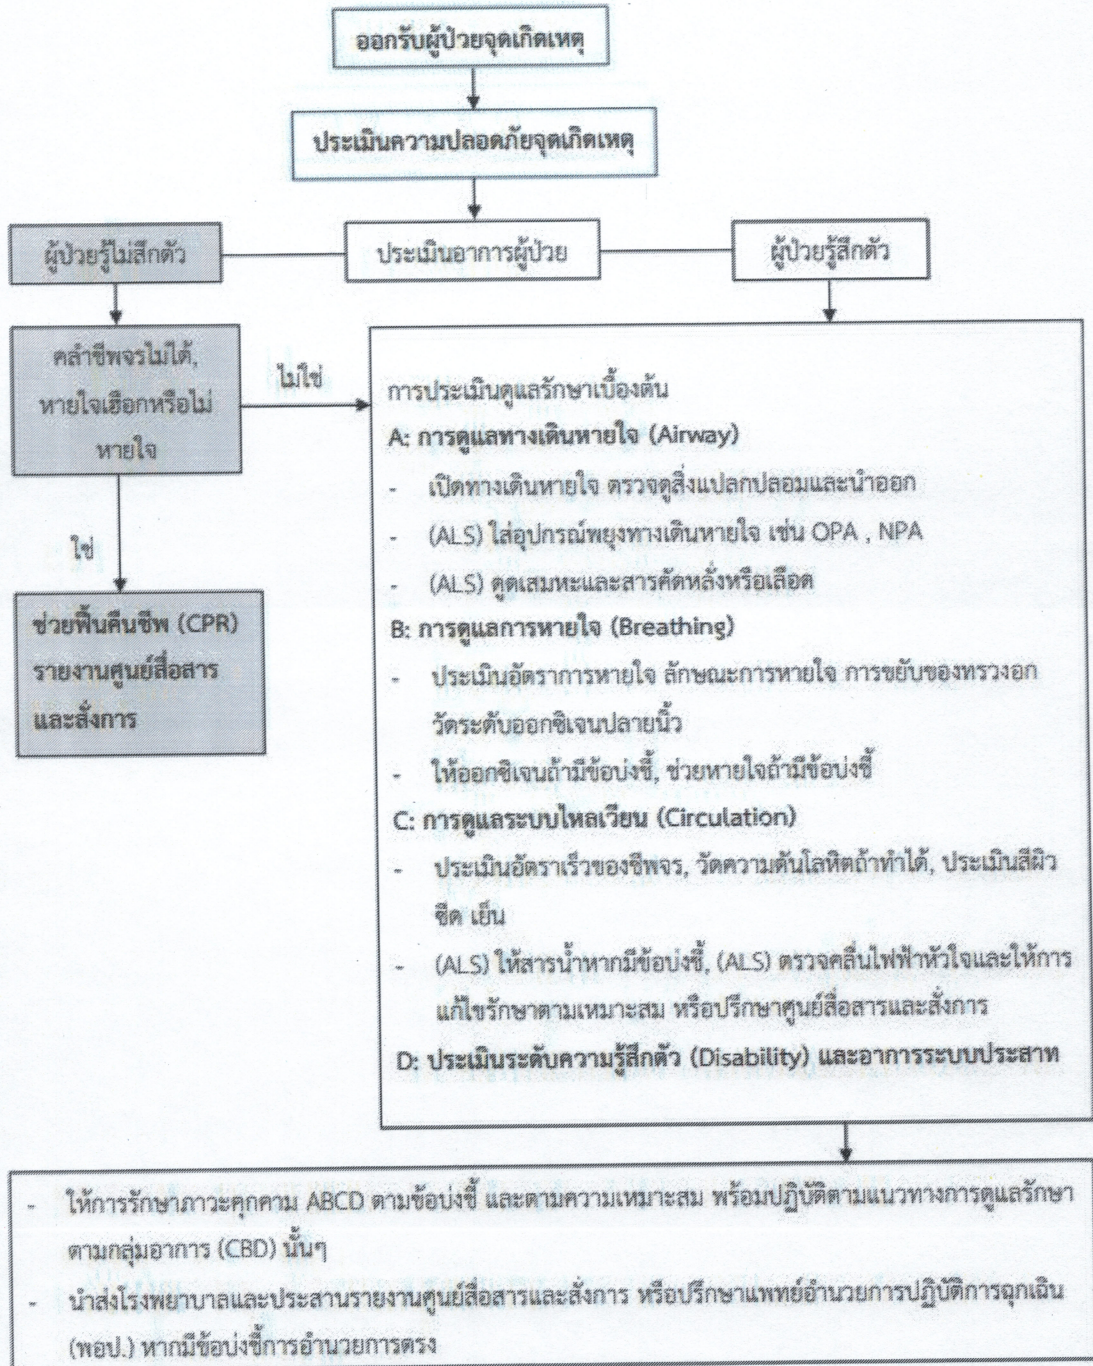 ออกรับผู้ป่วยจุดเกิดเหตุ
ประเมินความปลอดภัยจุดเกิดเหตุ
ผู้ป่วยรู้ไม่สึกตัว
ประเมินอาการผู้ป่วย
ผู้ป่วยรู้สึกตัว
คลำชีพจรไม่ได้,
หายใจเฮือกหรือไม่
หายใจ
ไม่ใช่
ใช่
ช่วยฟื้นคืนชีพ (CPR)
รายงานศูนย์สื่อสาร
และสั่งการ
การประเมินดูแลรักษาเบื้องต้น
A: การดูแลทางเดินหายใจ (Airway)
- เปิดทางเดินหายใจ ตรวจดูสิ่งแปลกปลอมและนำออก
- (ALS) ใส่อุปกรณ์พยุงทางเดินหายใจ เช่น OPA , NPA
- (ALS) ดูดเสมหะและสารคัดหลั่งหรือเลือด
B: การดูแลการหายใจ (Breathing)
- ประเมินอัตราการหายใจ ลักษณะการหายใจ การขยับของทรวงอก
วัดระดับออกซิเจนปลายนิ้ว
- ให้ออกซิเจนถ้ามีข้อบ่งชี้, ช่วยหายใจถ้ามีข้อบ่งชี้
C: การดูแลระบบไหลเวียน (Circulation)
- ประเมินอัตราเร็วของชีพจร, วัดความดันโลหิตถ้าทำได้, ประเมินสีผิว
ซีด เย็น
- (ALS) ให้สารน้ำหากมีข้อบ่งชี้, (ALS) ตรวจคลื่นไฟฟ้าหัวใจและให้การ
แก้ไขรักษาตามเหมาะสม หรือปรึกษาศูนย์สื่อสารและสั่งการ
D: ประเมินระดับความรู้สึกตัว (Disability) และอาการระบบประสาท
- ให้การรักษาภาวะคุกคาม ABCD ตามข้อบ่งชี้ และตามความเหมาะสม พร้อมปฏิบัติตามแนวทางการดูแลรักษา
ตามกลุ่มอาการ (CBD) นั้นๆ
- นำส่งโรงพยาบาลและประสานรายงานศูนย์สื่อสารและสั่งการ หรือปรึกษาแพทย์อำนวยการปฏิบัติการฉุกเฉิน
(พอป.) หากมีข้อบ่งชี้การอำนวยการตรง